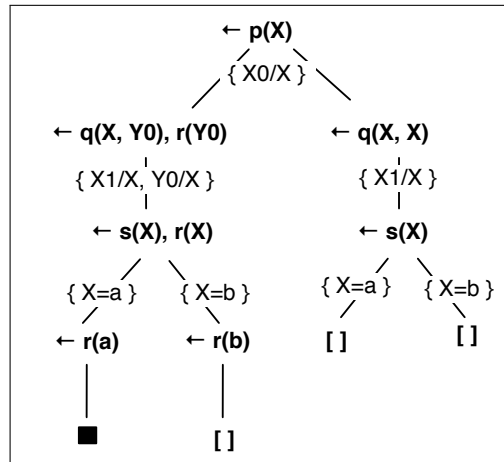 ← p(X)
{ X0/X }
← q(X, Y0), r(Y0) ← q(X, X)
{ X1/X, Y0/X } { X1/X }
← s(X), r(X) ← s(X)
{ X=a } { X=b } { X=a } { X=b }
← r(a) ← r(b) [ ] [ ]
[ ]